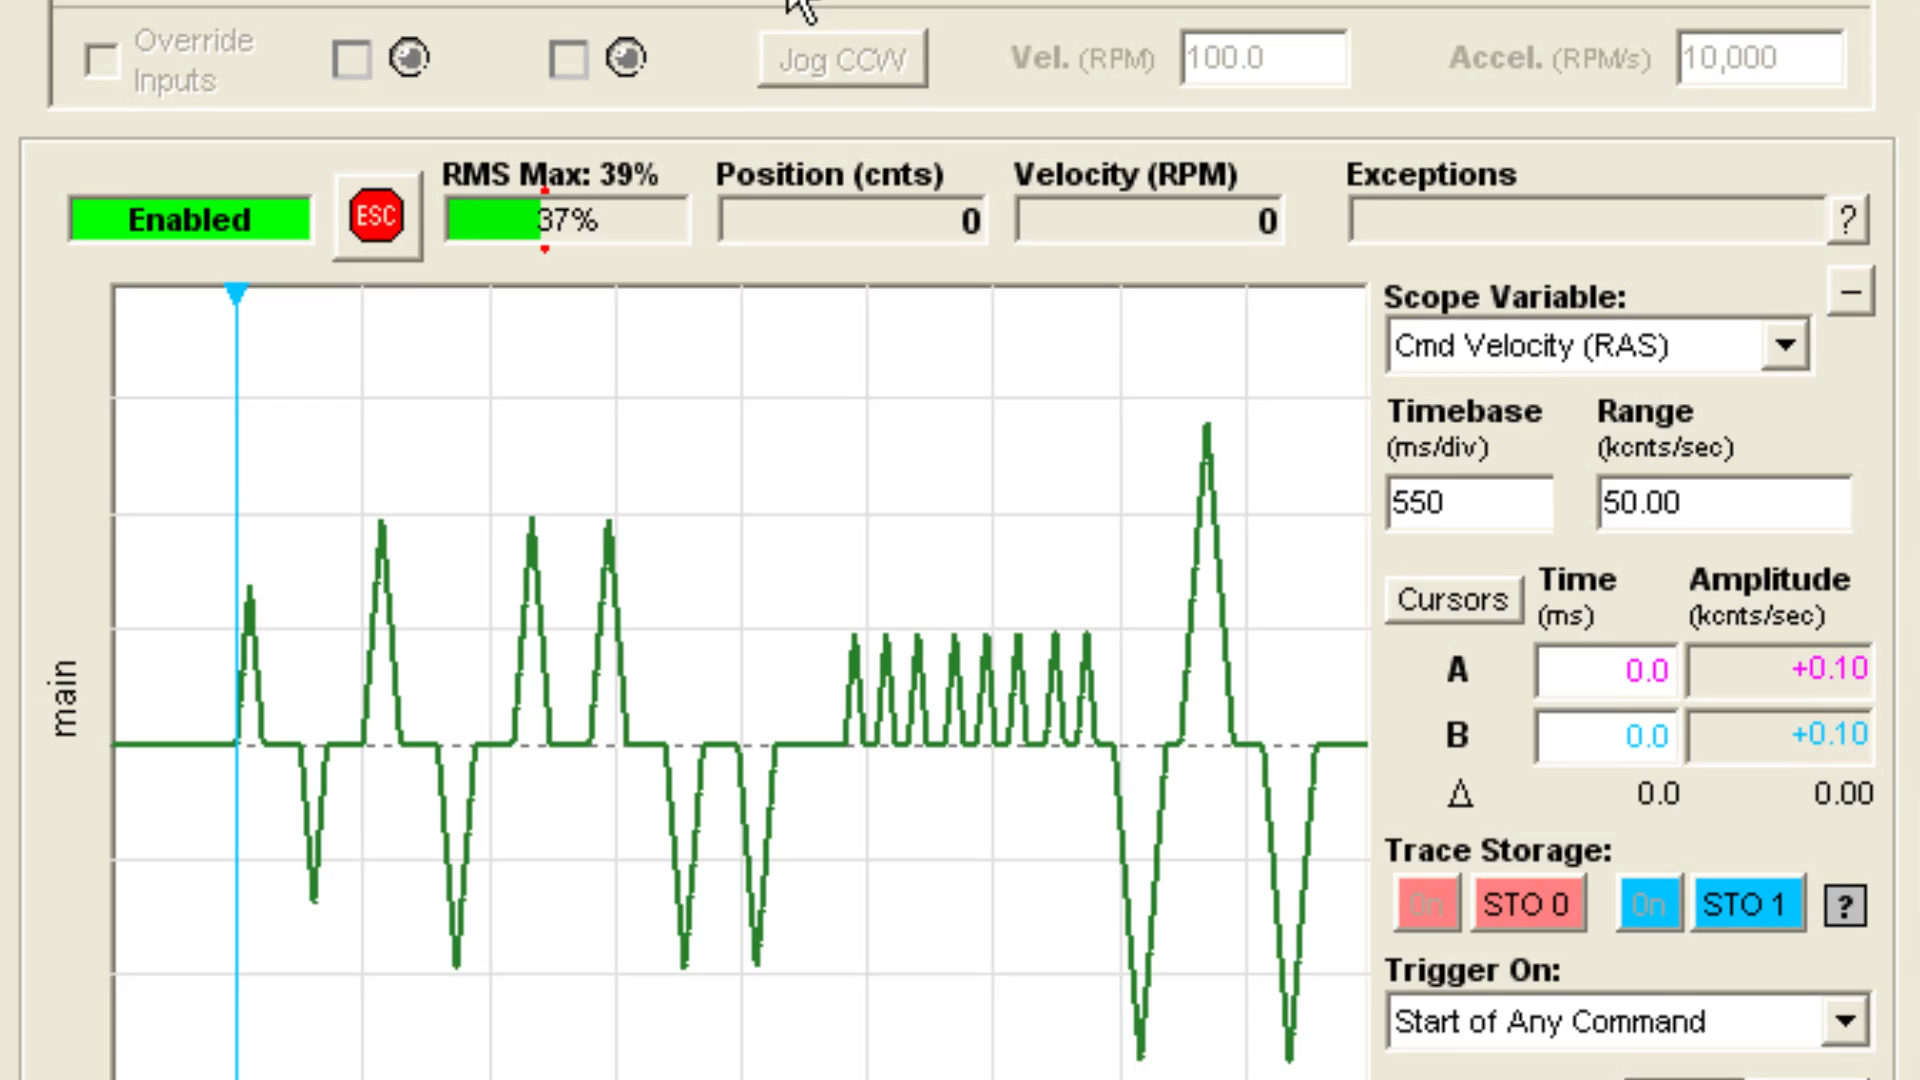 Override
Inputs
Jog CCW
Vel. (RPM)
100.0
Accel. (RPM/s)
10,000
RMS Max: 39%
Position (cnts)
Velocity (RPM)
Exceptions
Enabled
ESC
37%
0
0
?
Scope Variable:
–
Cmd Velocity (RAS)
Timebase
(ms/div)
Range
(kcnts/sec)
550
50.00
Cursors
Time
(ms)
Amplitude
(kcnts/sec)
main
A
0.0
+0.10
B
0.0
+0.10
Δ
0.0
0.00
Trace Storage:
On
STO 0
On
STO 1
?
Trigger On:
Start of Any Command